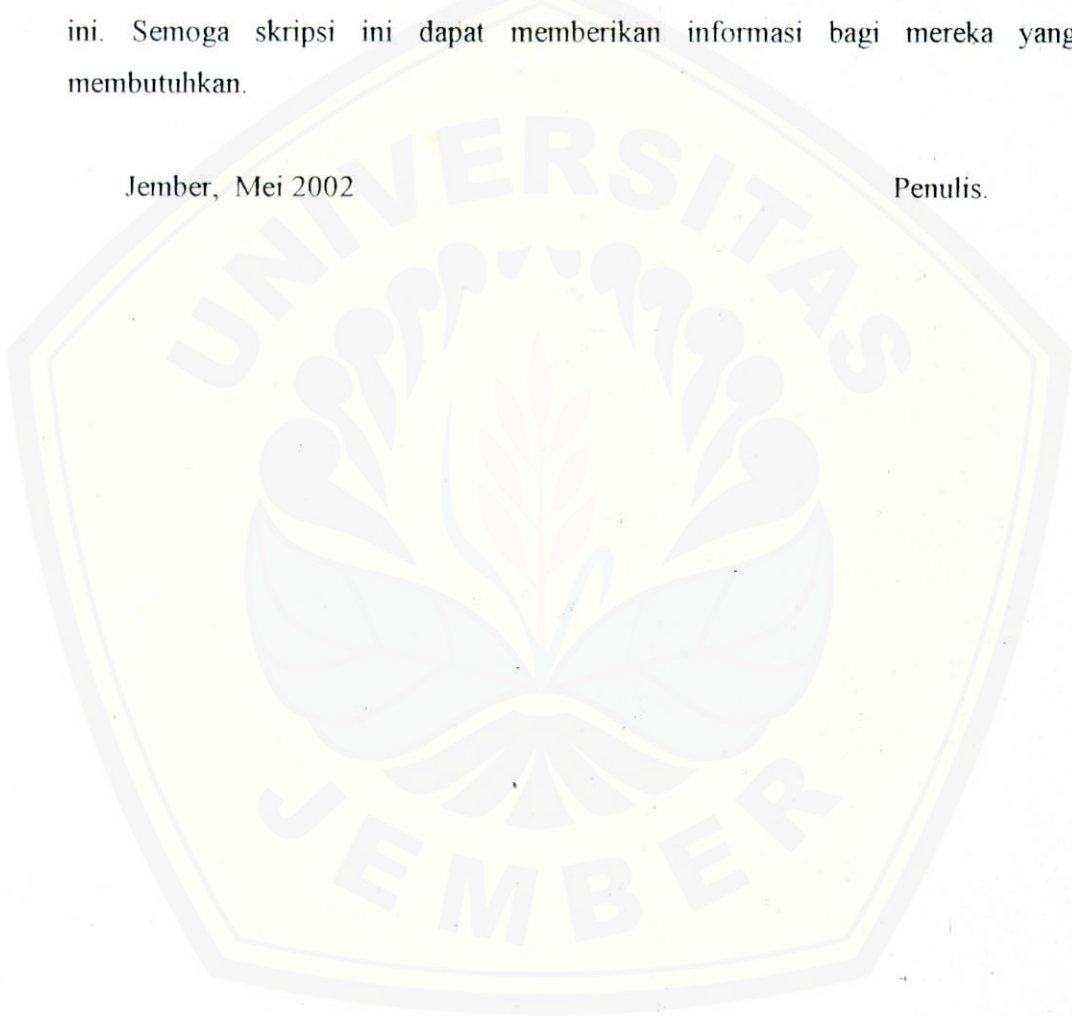 ini. Semoga skripsi ini dapat memberikan informasi bagi mereka yang
membutuhkan.
Jember, Mei 2002 Penulis.
UNIVERSITAS
JEMBER